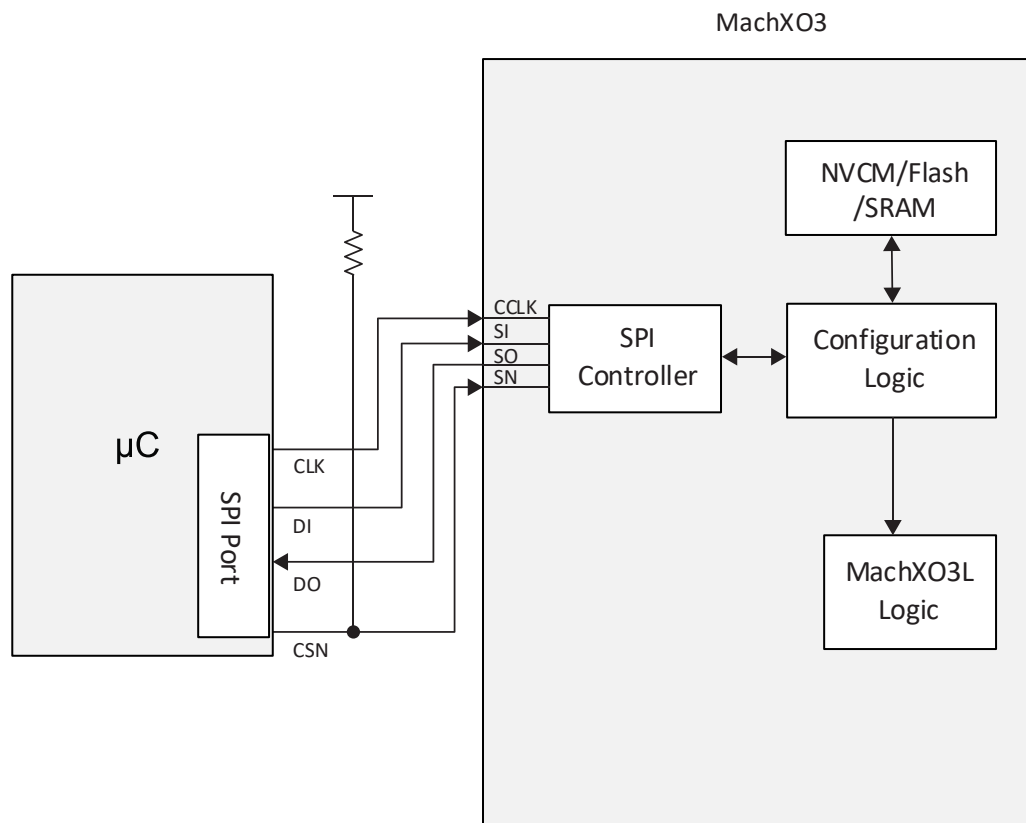 MachXO3
NVCM/Flash
/SRAM
CCLK
SI
SO
SN
SPI
Controller
Configuration
Logic
µC
SPI Port
CLK
DI
DO
CSN
MachXO3L
Logic